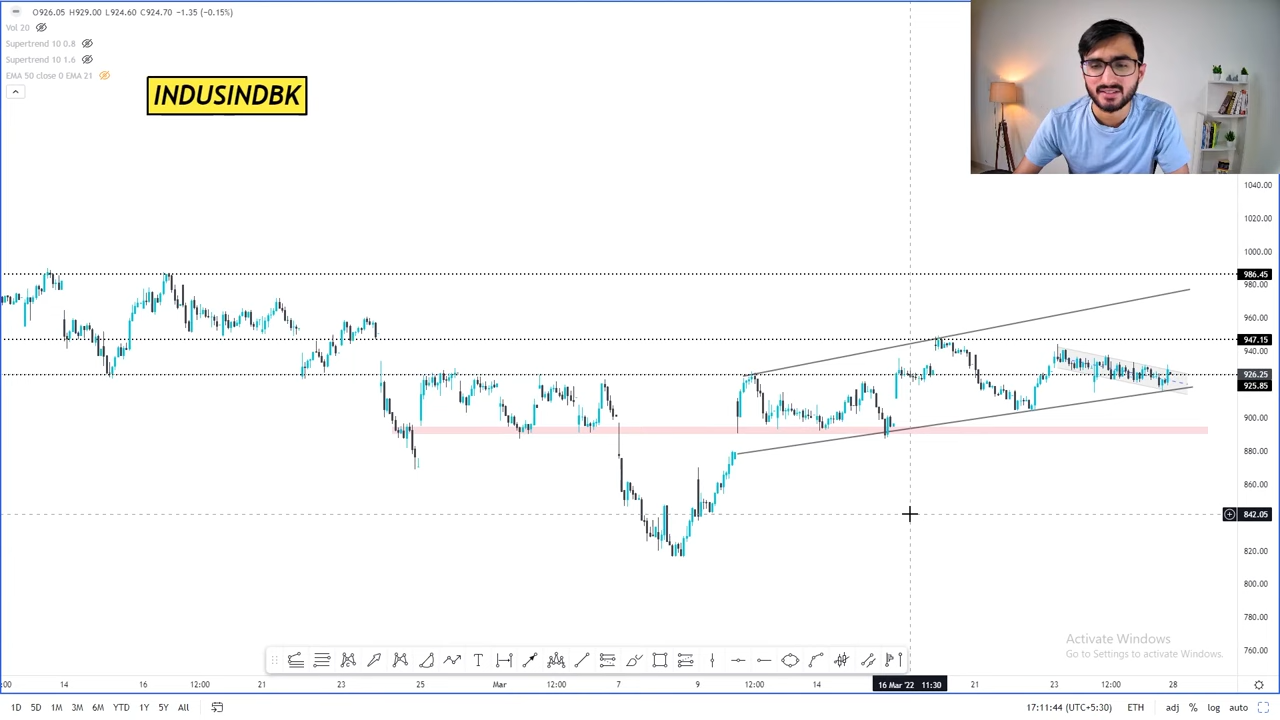 O926.05 H929.00 L924.60 C924.70 −1.35 (−0.15%)
Vol 20
Supertrend 10 0.8
Supertrend 10 1.6
EMA 50 close 0 EMA 21
INDUSINDBK
1040.00
1020.00
1000.00
986.45
980.00
960.00
947.15
940.00
926.25
925.85
900.00
880.00
860.00
842.05
820.00
800.00
780.00
760.00
Activate Windows
Go to Settings to activate Windows.
:00 14 16 12:00 21 23 25 Mar 12:00 7 9 12:00 14 16 Mar '22 11:30 21 23 12:00 28
1D 5D 1M 3M 6M YTD 1Y 5Y All 17:11:44 (UTC+5:30) ETH adj % log auto